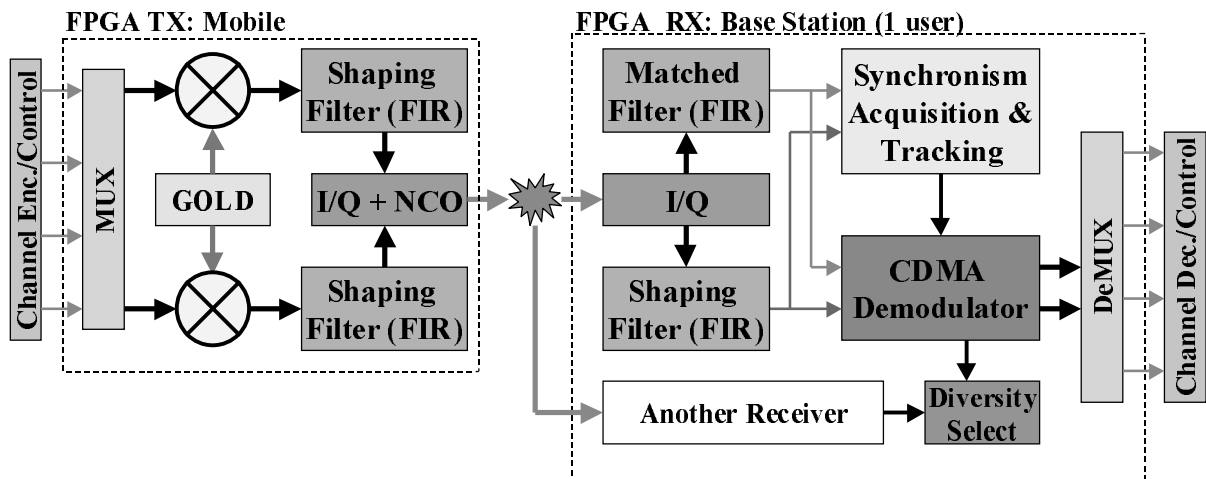 FPGA TX: Mobile
FPGA RX: Base Station (1 user)
Channel Enc./Control
MUX
GOLD
Shaping
Filter (FIR)
I/Q + NCO
Shaping
Filter (FIR)
Matched
Filter (FIR)
I/Q
Shaping
Filter (FIR)
Synchronism
Acquisition &
Tracking
CDMA
Demodulator
Another Receiver
Diversity
Select
DeMUX
Channel Dec./Control